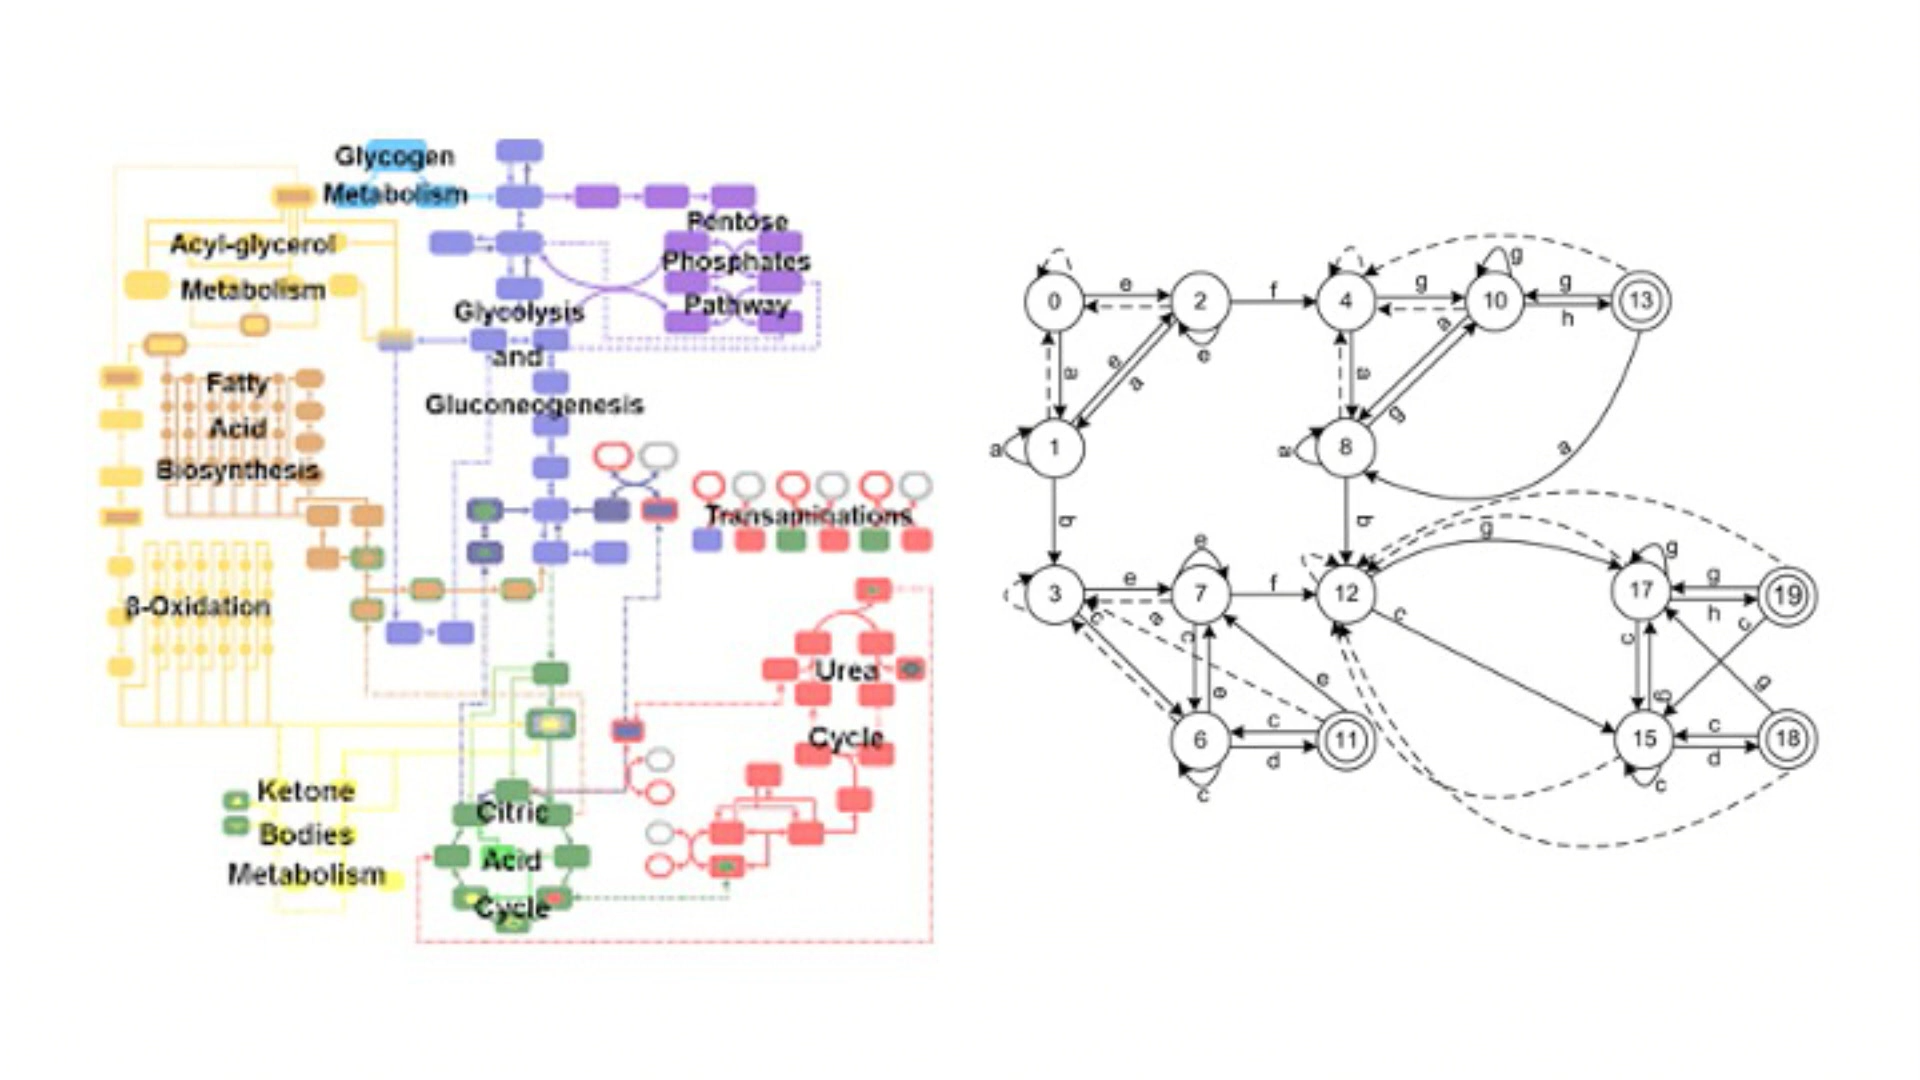 Glycogen
Metabolism
Acyl-glycerol
Metabolism
Pentose
Phosphates
Pathway
Glycolysis
and
Gluconeogenesis
Fatty
Acid
Biosynthesis
Transaminations
β-Oxidation
Urea
Cycle
Ketone
Bodies
Metabolism
Citric
Acid
Cycle
0 e 2 f 4 g 10 g g h 13
a e a e a a g
a 1 a 8 a
b b
3 e 7 e f 12 g 17 g g h 19
c e c e e c c g c g
6 c d 11 15 c d 18
c c